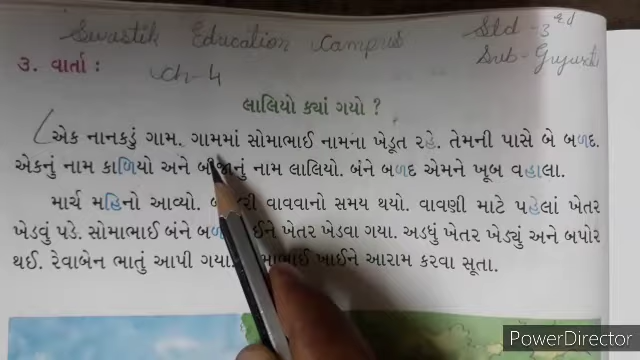 Swastik Education Campus Std - 3rd
Sub - Gujarati
૩. વાર્તા : ch-4
લાલિયો ક્યાં ગયો ?
એક નાનકડું ગામ. ગામમાં સોમાભાઈ નામના ખેડૂત રહે. તેમની પાસે બે બળદ.
એકનું નામ કાળિયો અને બીજાનું નામ લાલિયો. બંને બળદ એમને ખૂબ વહાલા.
માર્ચ મહિનો આવ્યો. વાવવાનો સમય થયો. વાવણી માટે પહેલાં ખેતર
ખેડવું પડે. સોમાભાઈ બંને ખેતર ખેડવા ગયા. અડધું ખેતર ખેડ્યું અને બપોર
થઈ. રેવાબેન ભાતું આપી ગયા. ખાઈને આરામ કરવા સૂતા.
PowerDirector